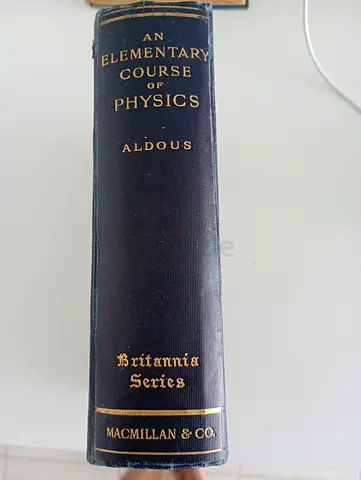 AN
ELEMENTARY
COURSE
OF
PHYSICS
ALDOUS
Britannia
Series
MACMILLAN & CO.